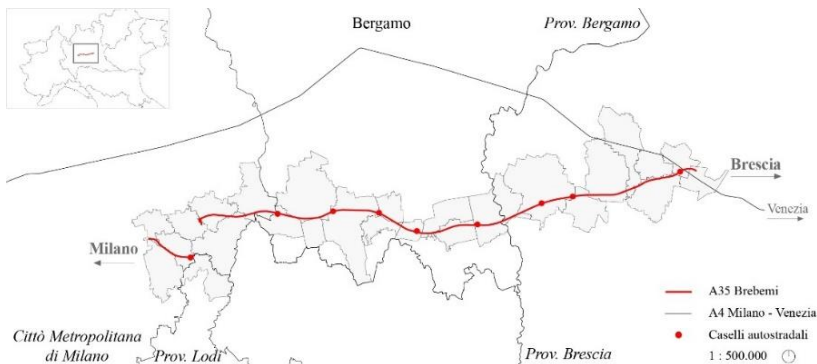 Bergamo
Prov. Bergamo
Brescia
Venezia
Milano
A35 Brebemi
A4 Milano - Venezia
Caselli autostradali
1 : 500.000
Cittò Metropolitana
di Milano
Prov. Lodi
Prov. Brescia